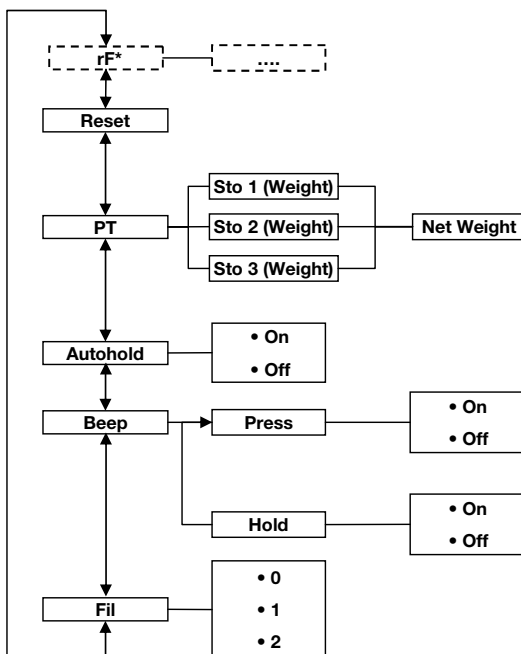 rF* ....
Reset
Sto 1 (Weight)
PT Sto 2 (Weight) Net Weight
Sto 3 (Weight)
Autohold
• On
• Off
Beep Press
• On
• Off
Hold
• On
• Off
Fil
• 0
• 1
• 2